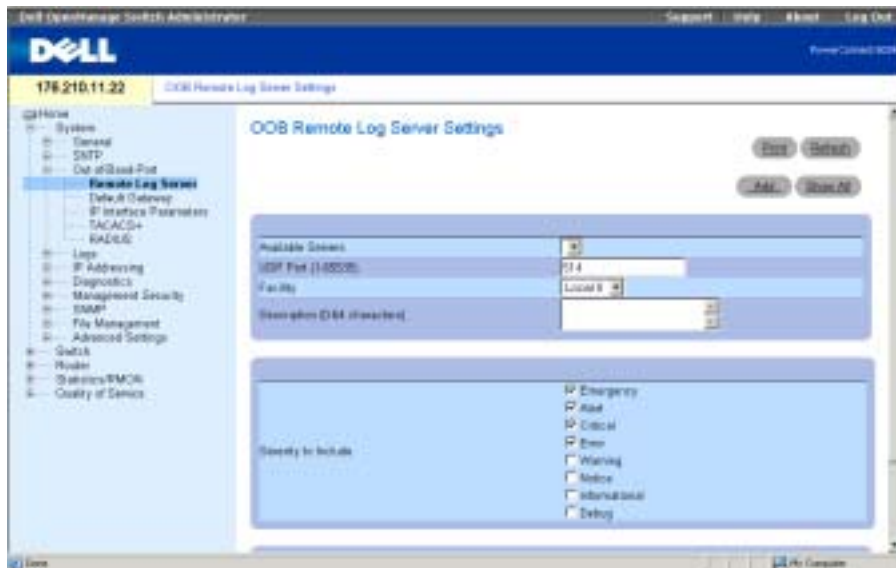 Dell OpenManage Switch Administrator
Support Help About Log Out
DELL
PowerConnect
176.210.11.22
OOB Remote Log Server Settings
Home
System
General
SNTP
Out of Band Port
Remote Log Server
Default Gateway
IP Interface Parameters
TACACS+
RADIUS
Logs
IP Addressing
Diagnostics
Management Security
SNMP
File Management
Advanced Settings
Switch
Router
Statistics/RMON
Quality of Service
OOB Remote Log Server Settings
Print Refresh
Add Show All
Available Servers
UDP Port (1-65535)
514
Facility
Local
Description (0-64 characters)
Severity to Include
Emergency
Alert
Critical
Error
Warning
Notice
Informational
Debug
Done
My Computer